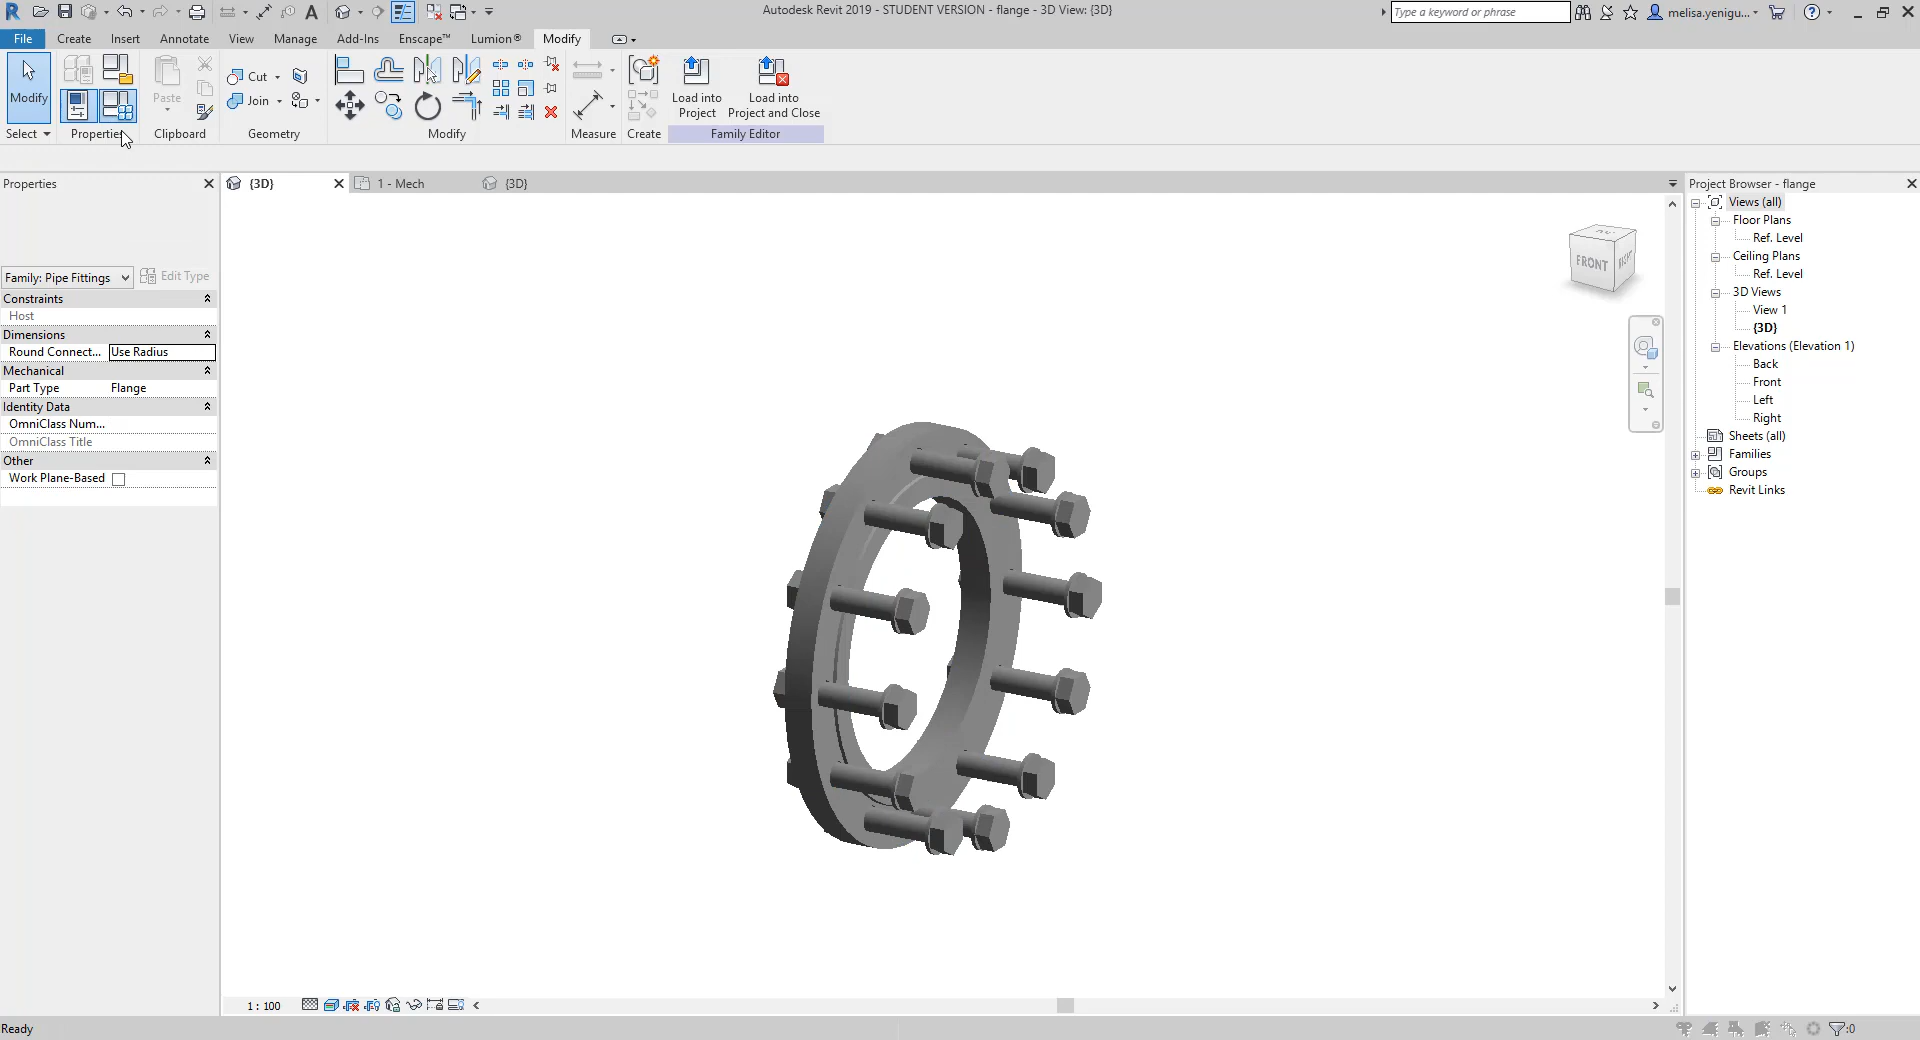 Autodesk Revit 2019 - STUDENT VERSION - flange - 3D View: {3D}
Type a keyword or phrase
melisa.yenigu...
File Create Insert Annotate View Manage Add-Ins Enscape™ Lumion® Modify
Modify
Paste
Cut
Join
Load into Project
Load into Project and Close
Select Properties Clipboard Geometry Modify Measure Create Family Editor
Properties
{3D}
1 - Mech
{3D}
Project Browser - flange
Family: Pipe Fittings
Edit Type
Constraints
Host
Dimensions
Round Connect... Use Radius
Mechanical
Part Type Flange
Identity Data
OmniClass Num...
OmniClass Title
Other
Work Plane-Based
FRONT
RIGHT
Views (all)
Floor Plans
Ref. Level
Ceiling Plans
Ref. Level
3D Views
View 1
{3D}
Elevations (Elevation 1)
Back
Front
Left
Right
Sheets (all)
Families
Groups
Revit Links
1 : 100
Ready
:0